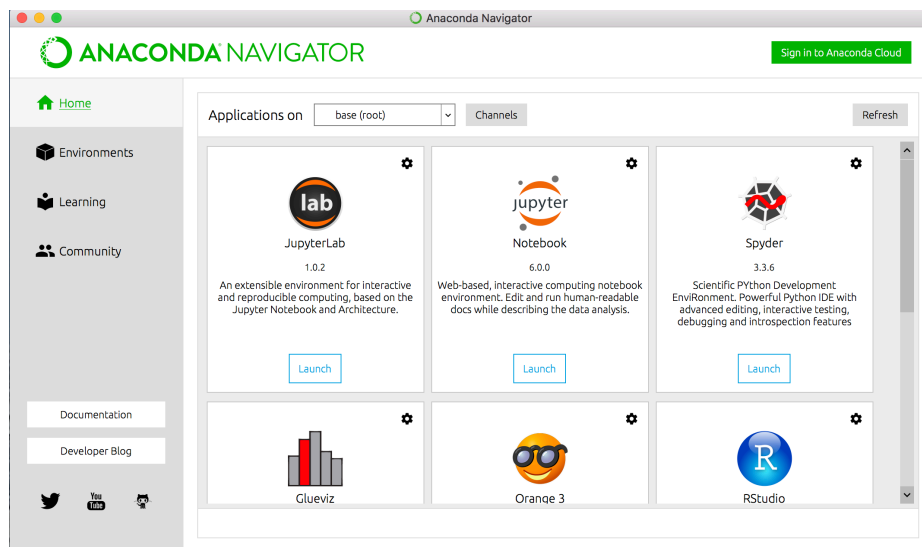 Anaconda Navigator
ANACONDA NAVIGATOR
Sign in to Anaconda Cloud
Home
Environments
Learning
Community
Documentation
Developer Blog
You
Tube
Applications on
base (root)
Channels
Refresh
lab
JupyterLab
1.0.2
An extensible environment for interactive
and reproducible computing, based on the
Jupyter Notebook and Architecture.
Launch
jupyter
Notebook
6.0.0
Web-based, interactive computing notebook
environment. Edit and run human-readable
docs while describing the data analysis.
Launch
Spyder
3.3.6
Scientific PYthon Development
EnviRonment. Powerful Python IDE with
advanced editing, interactive testing,
debugging and introspection features
Launch
Glueviz
Orange 3
R
RStudio